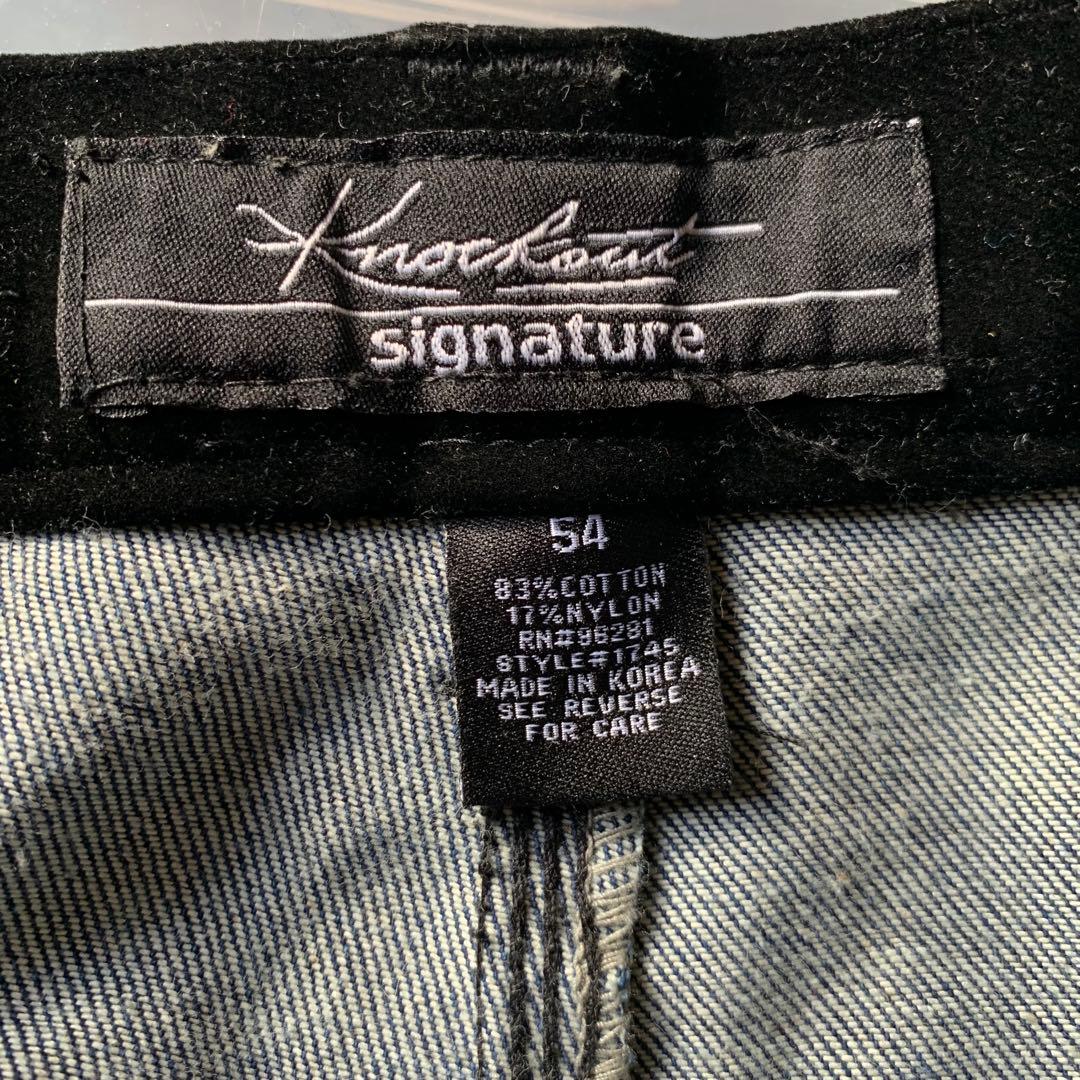 Knockout
signature
54
83%COTTON
17%NYLON
RN#96281
STYLE#1745
MADE IN KOREA
SEE REVERSE
FOR CARE